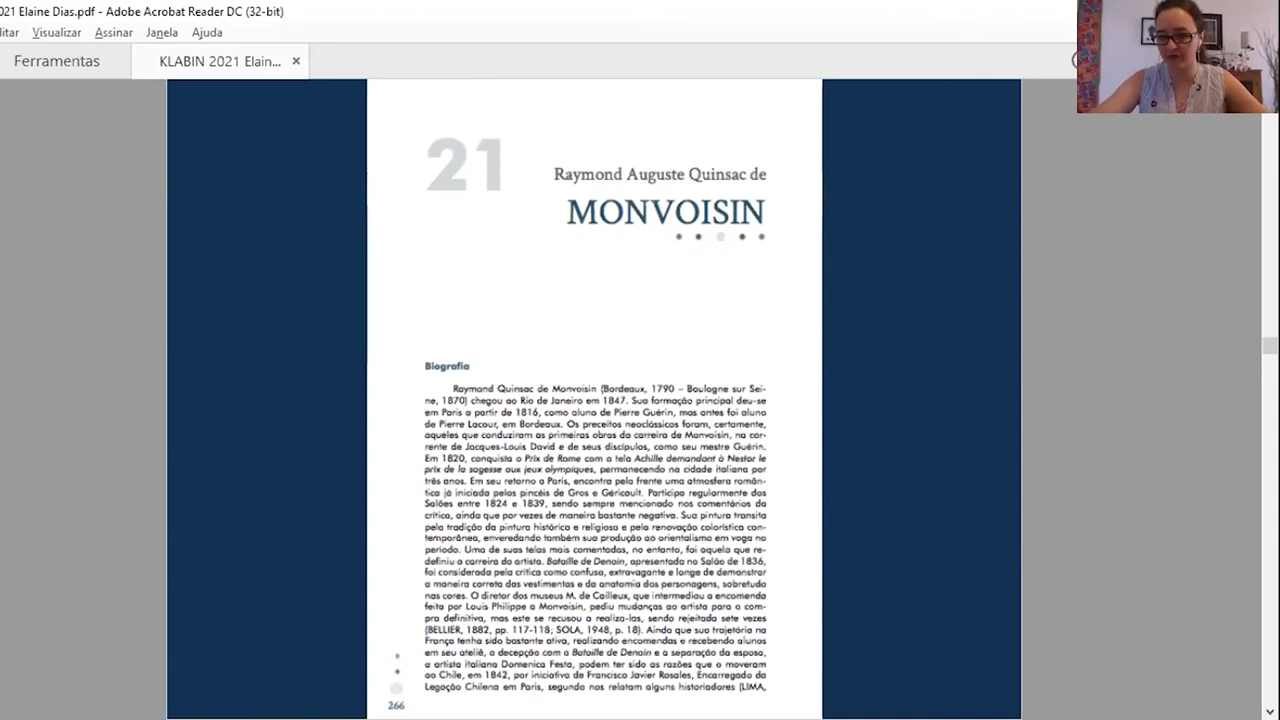 021 Elaine Dias.pdf - Adobe Acrobat Reader DC (32-bit)
itar Visualizar Assinar Janela Ajuda
Ferramentas KLABIN 2021 Elain... ×
21
Raymond Auguste Quinsac de
MONVOISIN
Biografia
Raymond Quinsac de Monvoisin (Bordeaux, 1790 – Boulogne sur Sei-
ne, 1870) chegou ao Rio de Janeiro em 1847. Sua formação principal deu-se
em Paris a partir de 1816, como aluno de Pierre Guérin, mas antes foi aluno
de Pierre Lacour, em Bordeaux. Os preceitos neoclássicos foram, certamente,
aqueles que conduziram as primeiras obras da carreira de Monvoisin, na cor-
rente de Jacques-Louis David e de seus discípulos, como seu mestre Guérin.
Em 1820, conquista o Prix de Rome com a tela Achille demandant à Nestor le
prix de la sagesse aux jeux olympiques, permanecendo na cidade italiana por
três anos. Em seu retorno a Paris, encontra pela frente uma atmosfera român-
tica já iniciada pelos pincéis de Gros e Géricault. Participa regularmente dos
Salões entre 1824 e 1839, sendo sempre mencionado nos comentários da
crítica, ainda que por vezes de maneira bastante negativa. Sua pintura transita
pela tradição da pintura histórica e religiosa e pela renovação colorística con-
temporânea, enveredando também sua produção ao orientalismo em voga no
período. Uma de suas telas mais comentadas, no entanto, foi aquela que re-
definiu a carreira do artista. Bataille de Denain, apresentada no Salão de 1836,
foi considerada pela crítica como confusa, extravagante e longe de demonstrar
a maneira correta das vestimentas e da anatomia dos personagens, sobretudo
nas cores. O diretor dos museus M. de Cailleux, que intermediou a encomenda
feita por Louis Philippe a Monvoisin, pediu mudanças ao artista para a com-
pra definitiva, mas este se recusou a realiza-las, sendo rejeitada sete vezes
(BELLIER, 1882, pp. 117-118; SOLA, 1948, p. 18). Ainda que sua trajetória na
França tenha sido bastante ativa, realizando encomendas e recebendo alunos
em seu ateliê, a decepção com a Bataille de Denain e a separação da esposa,
a artista italiana Domenica Festa, podem ter sido as razões que o moveram
ao Chile, em 1842, por iniciativa de Francisco Javier Rosales, Encarregado da
Legação Chilena em Paris, segundo nos relatam alguns historiadores (LIMA,
266